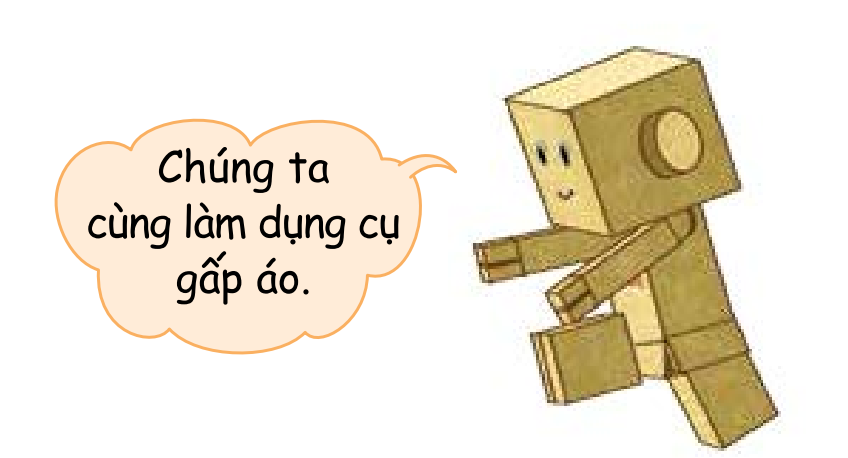 Chúng ta
cùng làm dụng cụ
gấp áo.